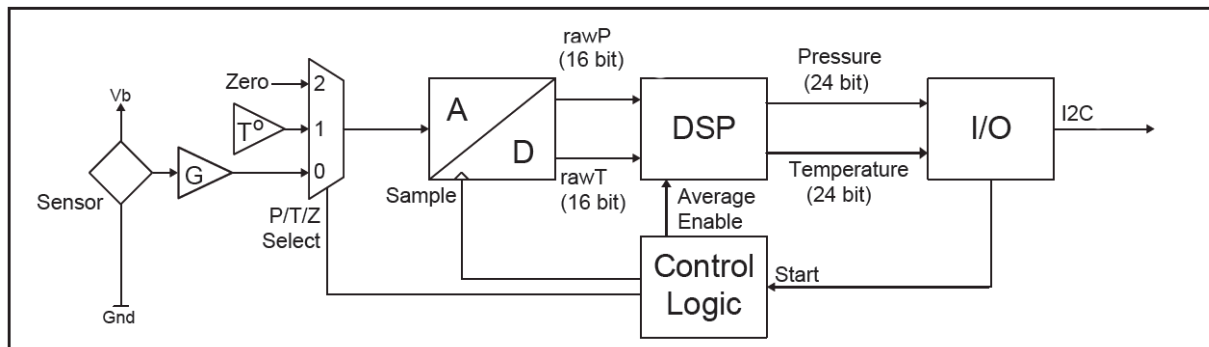 Vb
Sensor
Gnd
G
Zero
T°
2
1
0
P/T/Z
Select
A
D
Sample
rawP
(16 bit)
rawT
(16 bit)
DSP
Average
Enable
Control
Logic
Pressure
(24 bit)
Temperature
(24 bit)
I/O
I2C
Start